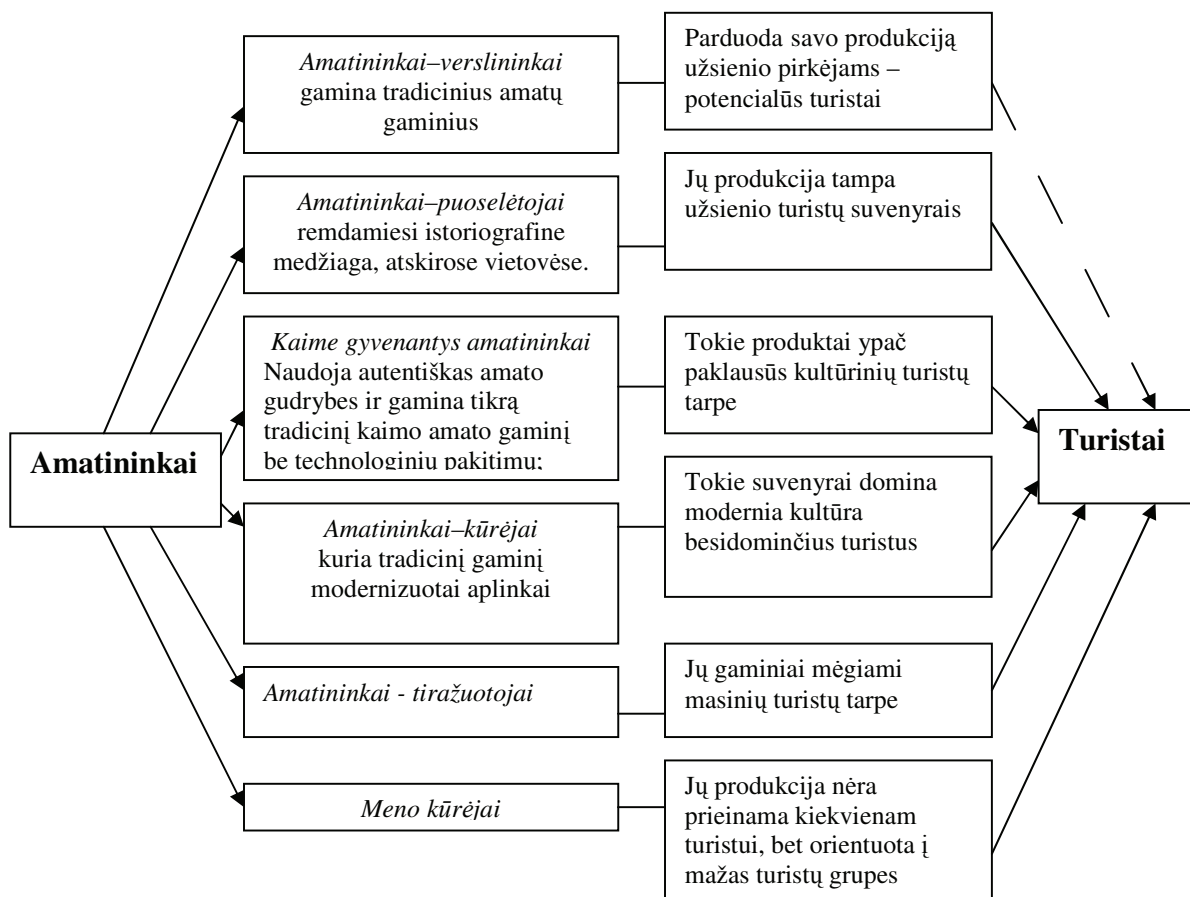 Amatininkai
Amatininkai–verslininkai
gamina tradicinius amatų
gaminius
Parduoda savo produkciją
užsienio pirkėjams –
potencialūs turistai
Amatininkai–puoselėtojai
remdamiesi istoriografine
medžiaga, atskirose vietovėse.
Jų produkcija tampa
užsienio turistų suvenyrais
Kaime gyvenantys amatininkai
Naudoja autentiškas amato
gudrybes ir gamina tikrą
tradicinį kaimo amato gaminį
be technologinių pakitimų;
Tokie produktai ypač
paklausūs kultūrinių turistų
tarpe
Amatininkai–kūrėjai
kuria tradicinį gaminį
modernizuotai aplinkai
Tokie suvenyrai domina
modernia kultūra
besidominčius turistus
Amatininkai - tiražuotojai
Jų gaminiai mėgiami
masinių turistų tarpe
Meno kūrėjai
Jų produkcija nėra
prieinama kiekvienam
turistui, bet orientuota į
mažas turistų grupes
Turistai